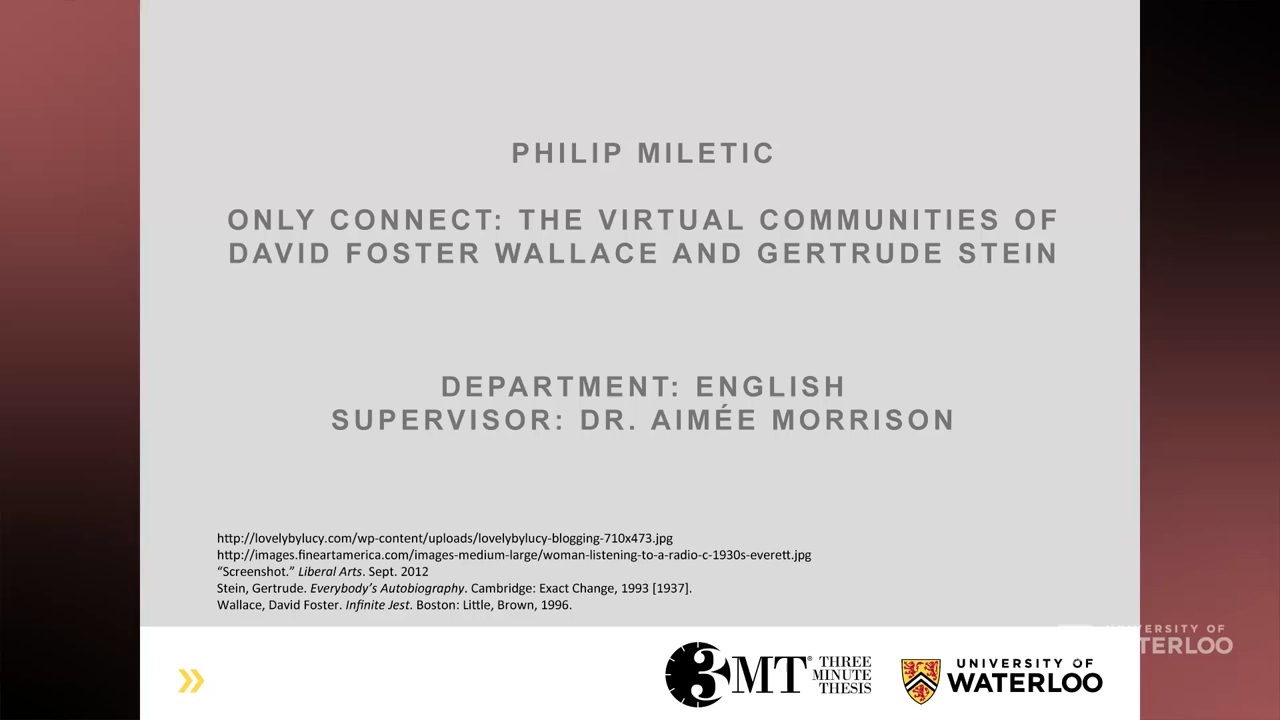 PHILIP MILETIC
ONLY CONNECT: THE VIRTUAL COMMUNITIES OF
DAVID FOSTER WALLACE AND GERTRUDE STEIN
DEPARTMENT: ENGLISH
SUPERVISOR: DR. AIMÉE MORRISON
http://lovelybylucy.com/wp-content/uploads/lovelybylucy-blogging-710x473.jpg
http://images.fineartamerica.com/images-medium-large/woman-listening-to-a-radio-c-1930s-everett.jpg
“Screenshot.” Liberal Arts. Sept. 2012
Stein, Gertrude. Everybody’s Autobiography. Cambridge: Exact Change, 1993 [1937].
Wallace, David Foster. Infinite Jest. Boston: Little, Brown, 1996.
3MT® THREE
MINUTE
THESIS
UNIVERSITY OF
WATERLOO